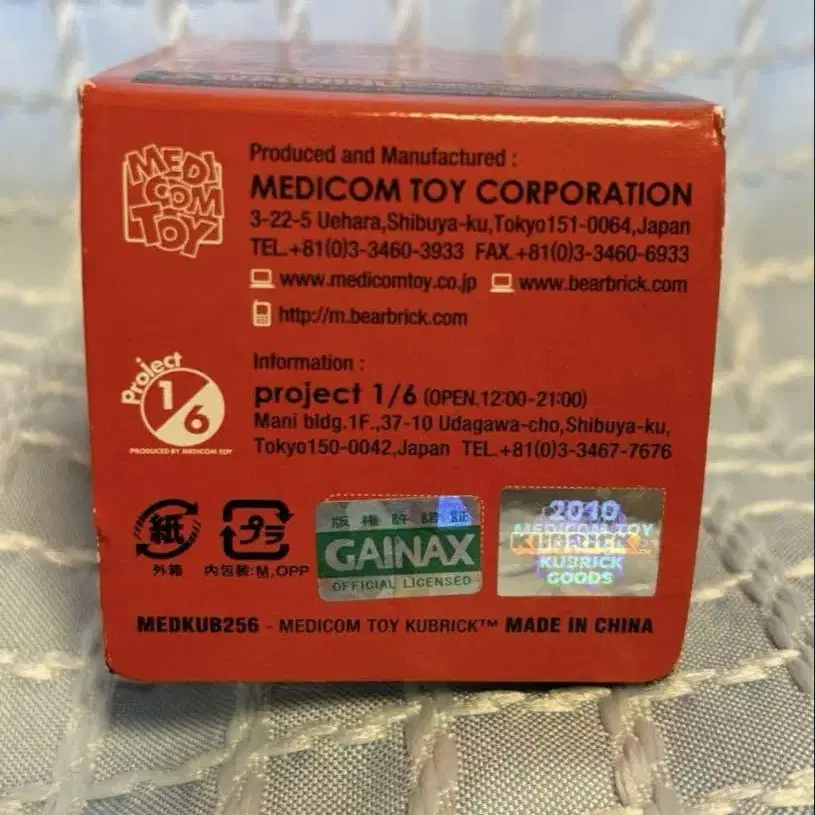 MEDI
COM
TOY
Produced and Manufactured :
MEDICOM TOY CORPORATION
3-22-5 Uehara,Shibuya-ku,Tokyo151-0064,Japan
TEL.+81(0)3-3460-3933 FAX.+81(0)3-3460-6933
www.medicomtoy.co.jp www.bearbrick.com
http://m.bearbrick.com
Project
1/6
PRODUCED BY MEDICOM TOY
Information :
project 1/6 (OPEN.12:00-21:00)
Mani bldg.1F.,37-10 Udagawa-cho,Shibuya-ku,
Tokyo150-0042,Japan TEL.+81(0)3-3467-7676
紙
外箱
プラ
内包装:M,OPP
版権許諾証
GAINAX
OFFICIAL LICENSED
2010
MEDICOM TOY
KUBRICK
KUBRICK
GOODS
MEDKUB256 - MEDICOM TOY KUBRICK™ MADE IN CHINA